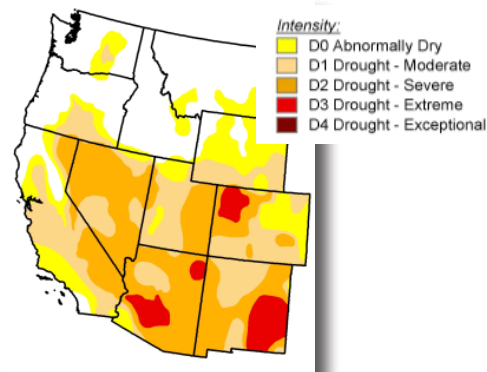 Intensity:
D0 Abnormally Dry
D1 Drought - Moderate
D2 Drought - Severe
D3 Drought - Extreme
D4 Drought - Exceptional